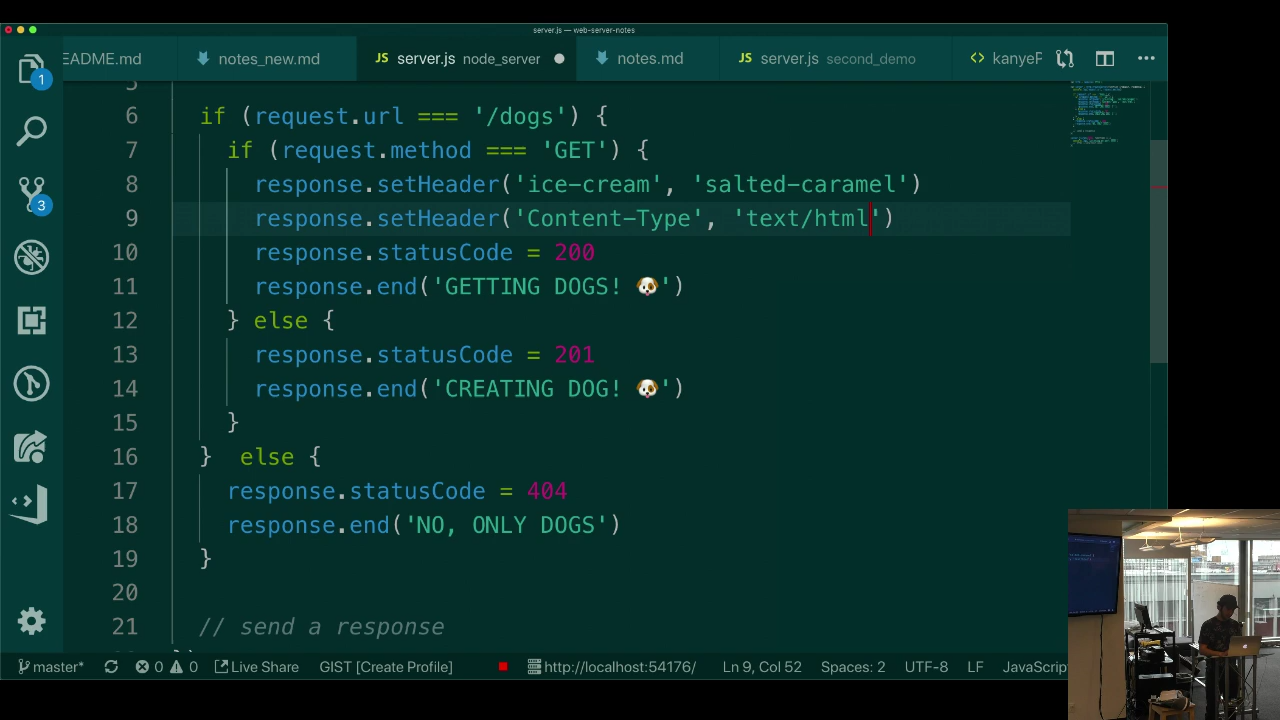 server.js — web-server-notes
EADME.md
notes_new.md
JS server.js node_server
notes.md
JS server.js second_demo
<> kanyeF
1
3
6 if (request.url === '/dogs') {
7 if (request.method === 'GET') {
8 response.setHeader('ice-cream', 'salted-caramel')
9 response.setHeader('Content-Type', 'text/html')
10 response.statusCode = 200
11 response.end('GETTING DOGS! 🐶')
12 } else {
13 response.statusCode = 201
14 response.end('CREATING DOG! 🐶')
15 }
16 } else {
17 response.statusCode = 404
18 response.end('NO, ONLY DOGS')
19 }
20
21 // send a response
master* 0 0 Live Share GIST [Create Profile] http://localhost:54176/ Ln 9, Col 52 Spaces: 2 UTF-8 LF JavaScrip